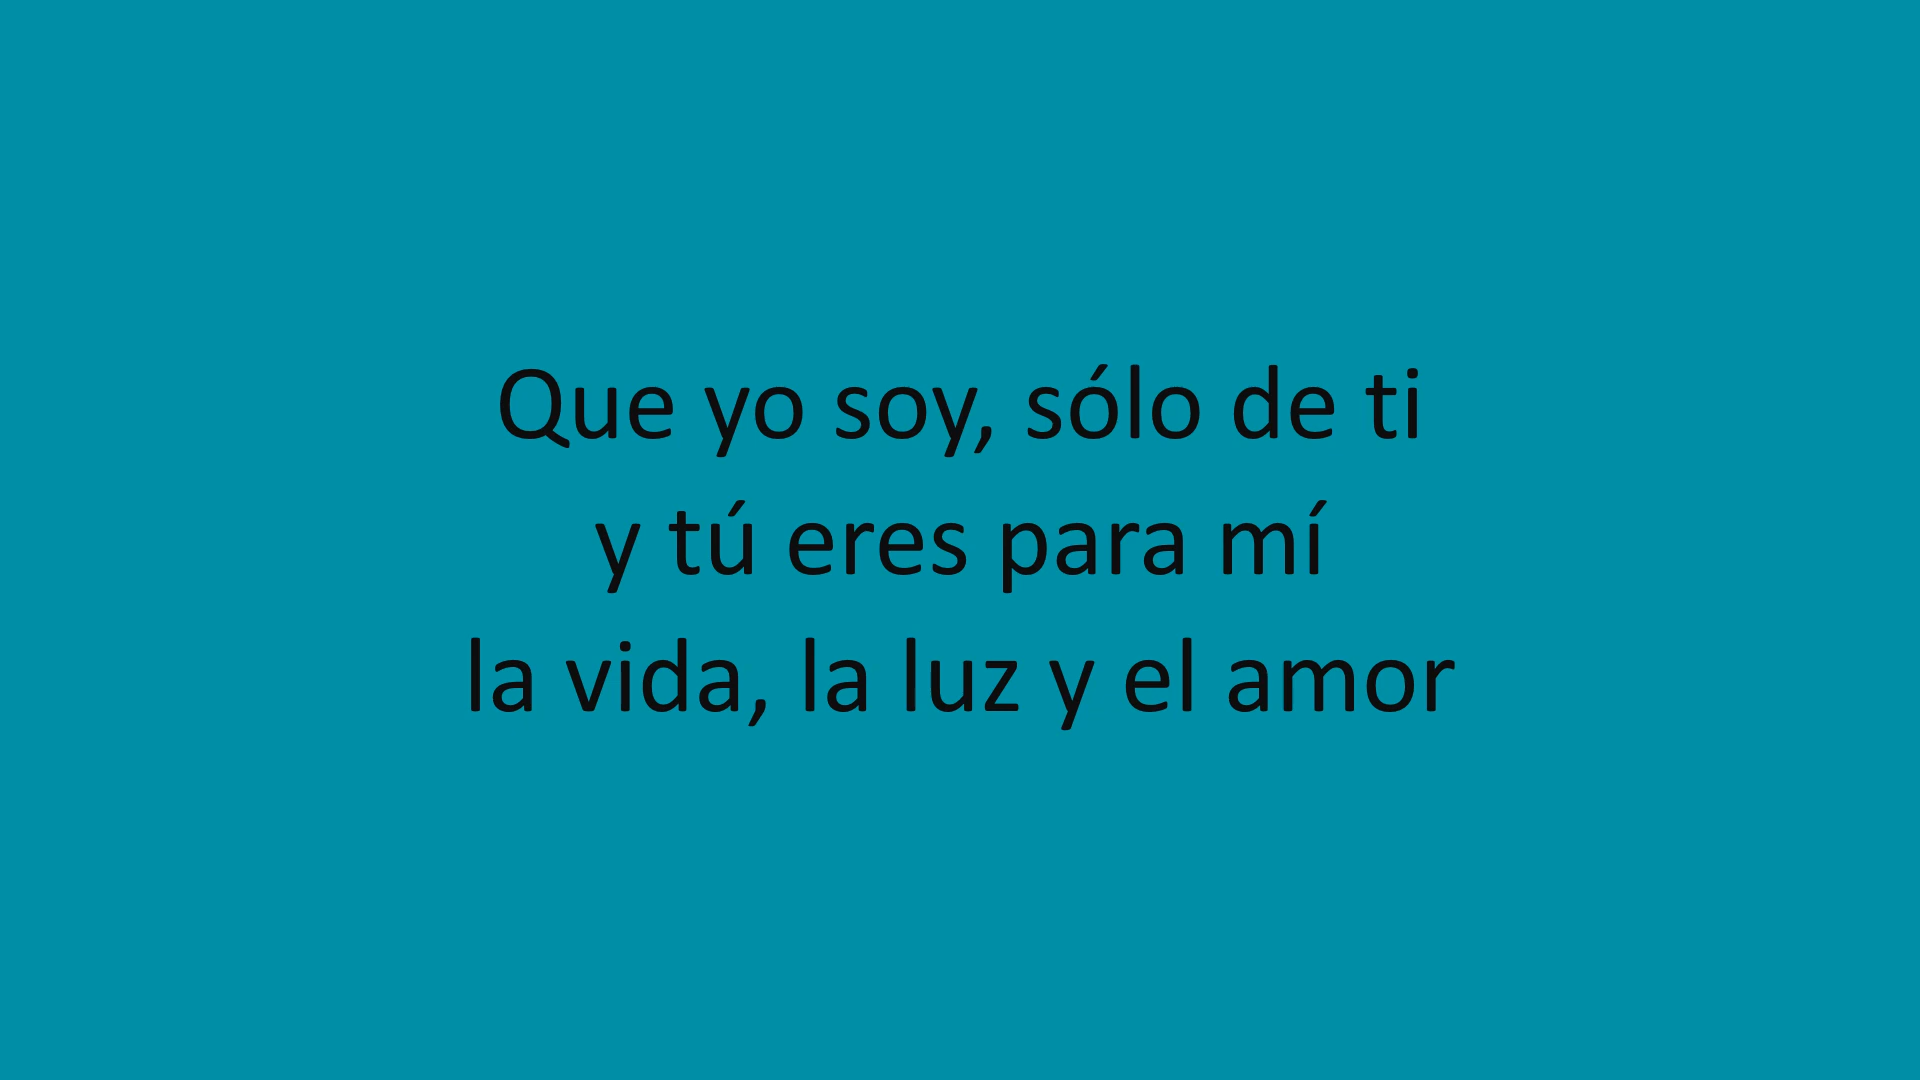 Que yo soy, sólo de ti
y tú eres para mí
la vida, la luz y el amor